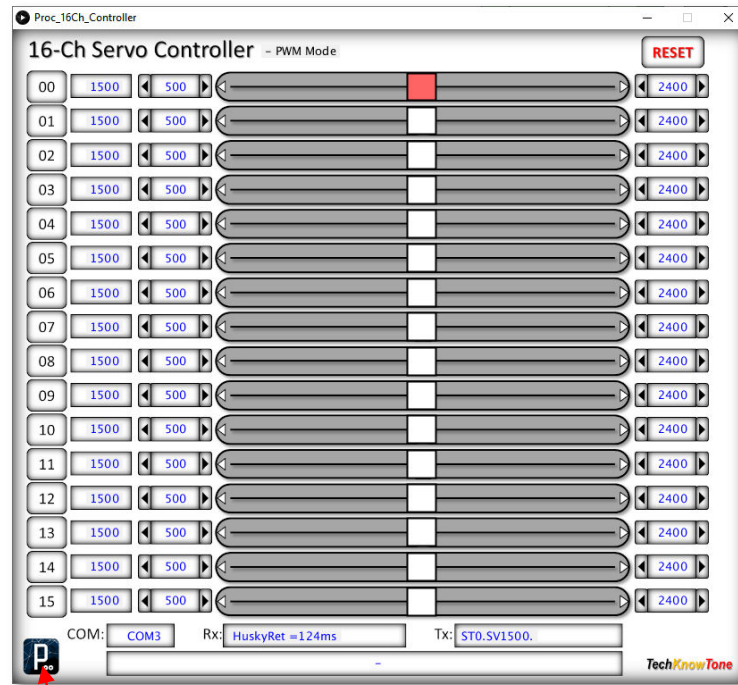 Proc_16Ch_Controller
16-Ch Servo Controller - PWM Mode RESET
00 1500 500 2400
01 1500 500 2400
02 1500 500 2400
03 1500 500 2400
04 1500 500 2400
05 1500 500 2400
06 1500 500 2400
07 1500 500 2400
08 1500 500 2400
09 1500 500 2400
10 1500 500 2400
11 1500 500 2400
12 1500 500 2400
13 1500 500 2400
14 1500 500 2400
15 1500 500 2400
COM: COM3 Rx: HuskyRet =124ms Tx: ST0.SV1500.
- TechKnowTone